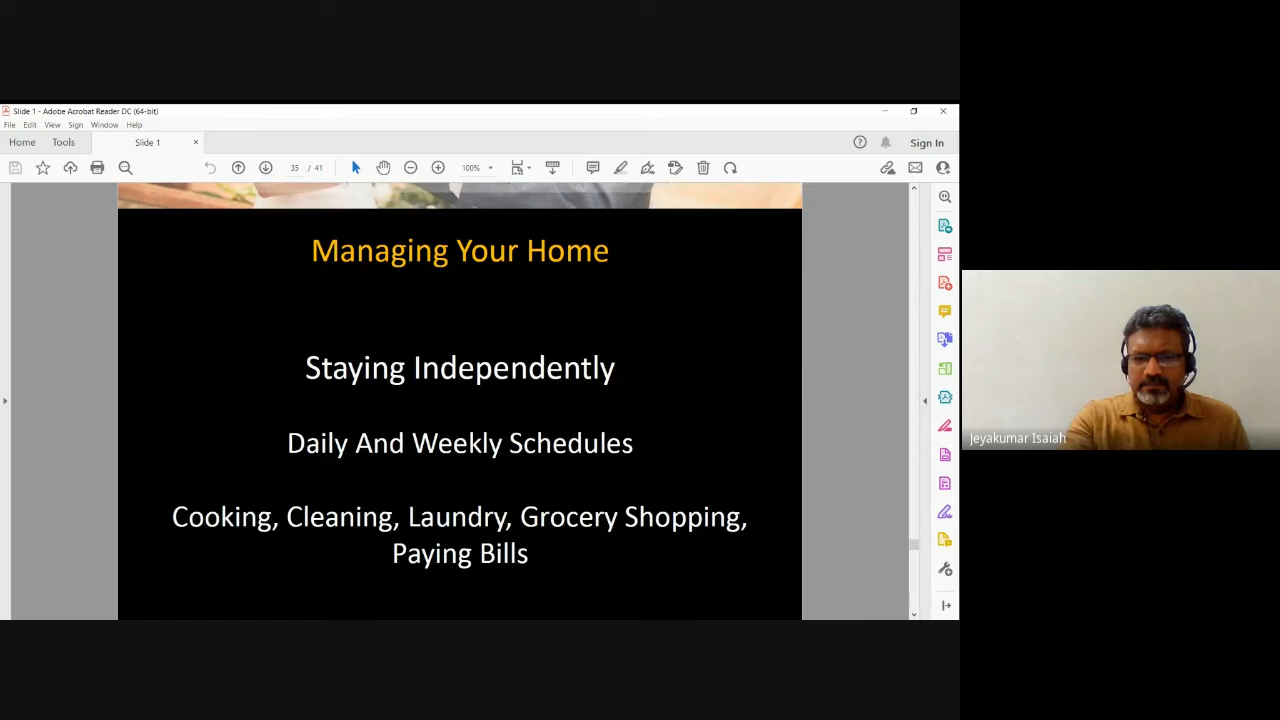 Slide 1 - Adobe Acrobat Reader DC (64-bit)
File Edit View Sign Window Help
Home Tools Slide 1 × Sign In
35 / 41 100%
Managing Your Home
Staying Independently
Daily And Weekly Schedules
Cooking, Cleaning, Laundry, Grocery Shopping,
Paying Bills
Jeyakumar Isaiah